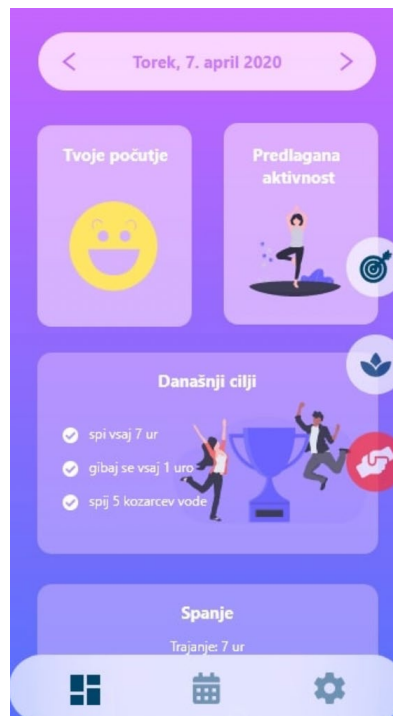 Torek, 7. april 2020
Tvoje počutje
Predlagana
aktivnost
Današnji cilji
spi vsaj 7 ur
gibaj se vsaj 1 uro
spij 5 kozarcev vode
Spanje
Trajanje: 7 ur